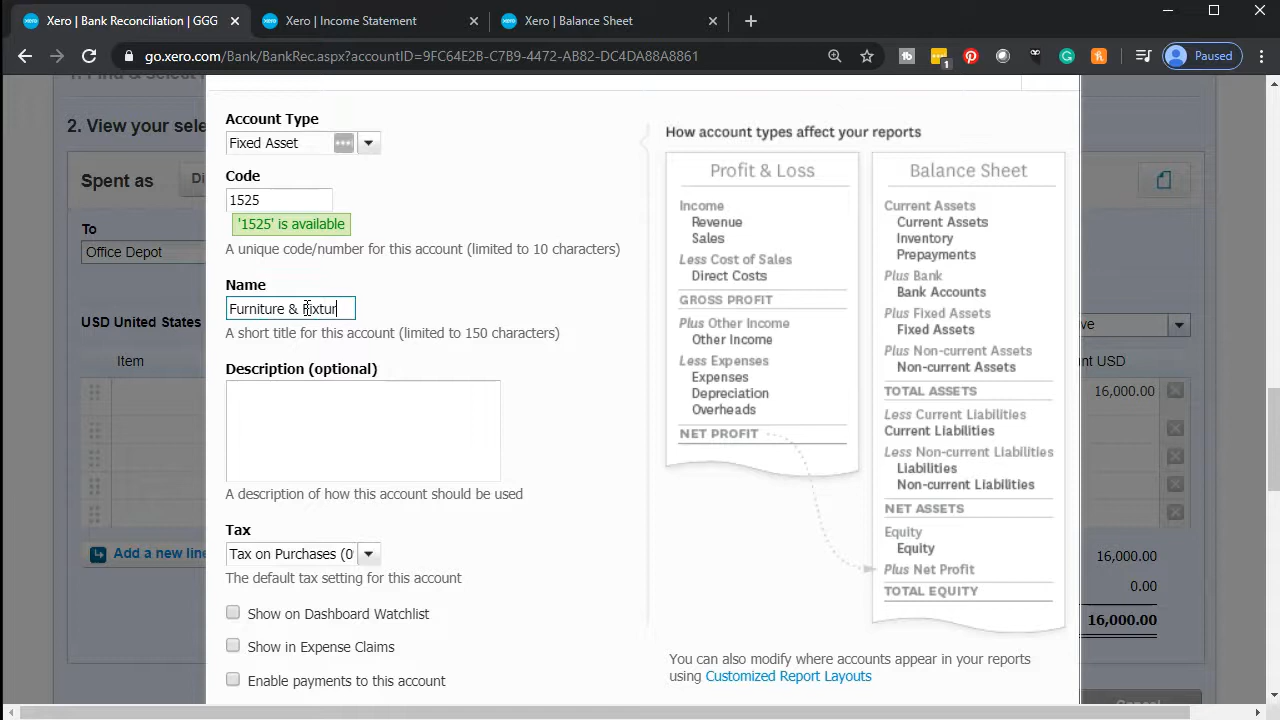 Xero | Bank Reconciliation | GGG
Xero | Income Statement
Xero | Balance Sheet
go.xero.com/Bank/BankRec.aspx?accountID=9FC64E2B-C7B9-4472-AB82-DC4DA88A8861
1
Paused
2. View your sele
Spent as
Di
To
Office Depot
USD United States
Item
ve
nt USD
16,000.00
Add a new line
16,000.00
0.00
16,000.00
Account Type
Fixed Asset
Code
1525
'1525' is available
A unique code/number for this account (limited to 10 characters)
Name
Furniture & Fixtur
A short title for this account (limited to 150 characters)
Description (optional)
A description of how this account should be used
Tax
Tax on Purchases (0
The default tax setting for this account
Show on Dashboard Watchlist
Show in Expense Claims
Enable payments to this account
How account types affect your reports
Profit & Loss
Income
Revenue
Sales
Less Cost of Sales
Direct Costs
GROSS PROFIT
Plus Other Income
Other Income
Less Expenses
Expenses
Depreciation
Overheads
NET PROFIT
Balance Sheet
Current Assets
Current Assets
Inventory
Prepayments
Plus Bank
Bank Accounts
Plus Fixed Assets
Fixed Assets
Plus Non-current Assets
Non-current Assets
TOTAL ASSETS
Less Current Liabilities
Current Liabilities
Less Non-current Liabilities
Liabilities
Non-current Liabilities
NET ASSETS
Equity
Equity
Plus Net Profit
TOTAL EQUITY
You can also modify where accounts appear in your reports
using Customized Report Layouts